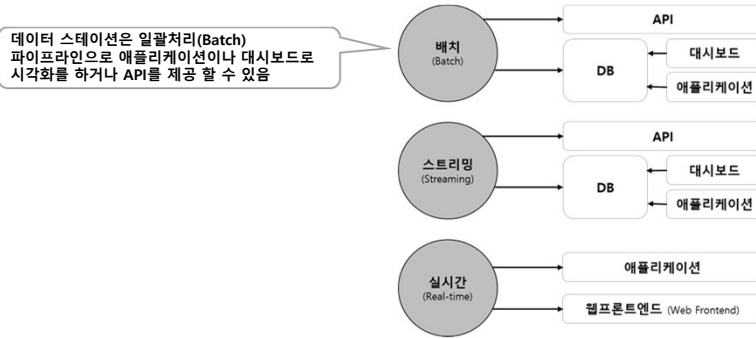 데이터 스테이션은 일괄처리(Batch)
파이프라인으로 애플리케이션이나 대시보드로
시각화를 하거나 API를 제공 할 수 있음
배치
(Batch)
API
DB
대시보드
애플리케이션
스트리밍
(Streaming)
API
DB
대시보드
애플리케이션
실시간
(Real-time)
애플리케이션
웹프론트엔드 (Web Frontend)